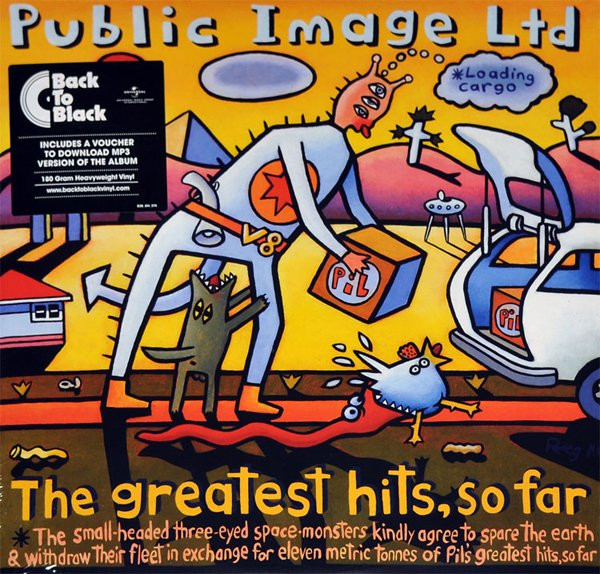 Public Image Ltd
Back
To
Black
UNIVERSAL
INCLUDES A VOUCHER
TO DOWNLOAD MP3
VERSION OF THE ALBUM
180 Gram Heavyweight Vinyl
www.backtoblackvinyl.com
*Loading
cargo
V8
PiL
PiL
The greatest hits, so far
* The small-headed three-eyed space-monsters kindly agree to spare the earth
& withdraw their fleet in exchange for eleven metric tonnes of PiL's greatest hits, so far